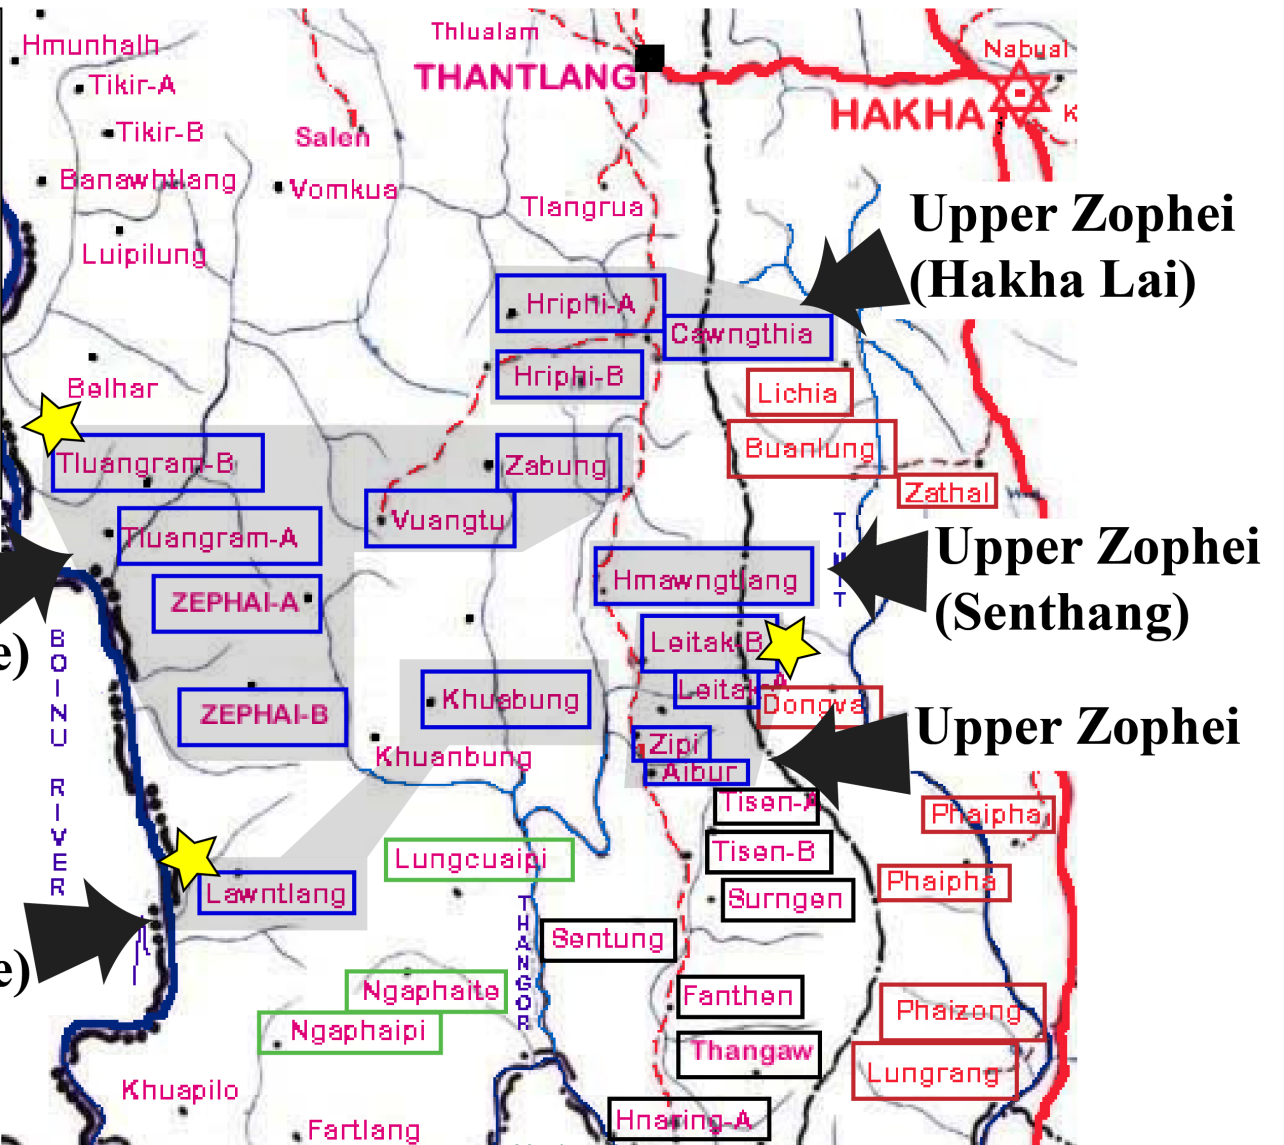 Hmunhalh
Thlualam
Nabual
THANTLANG
Tikir-A
HAKHA
K
Tikir-B
Salen
Banawhtlang
Vomkua
Tlangrua
Upper Zophei
(Hakha Lai)
Luipilung
Hriphi-A
Cawngthia
Hriphi-B
Belhar
Lichia
Buanlung
Tluangram-B
Zabung
Zathal
Vuangtu
Tluangram-A
TIMIT
Upper Zophei
(Senthang)
Hmawngtlang
ZEPHAI-A
Leitak-B
e)
BOINU RIVER
Leitak-A
Khuabung
Dongva
ZEPHAI-B
Upper Zophei
Zipi
Khuanbung
Aibur
Tisen-A
Phaipha
Tisen-B
Lungcuaipi
Phaipha
Lawntlang
Surngen
THANGOR
Sentung
e)
Ngaphaite
Fanthen
Phaizong
Ngaphaipi
Thangaw
Lungrang
Khuapilo
Hnaring-A
Fartlang